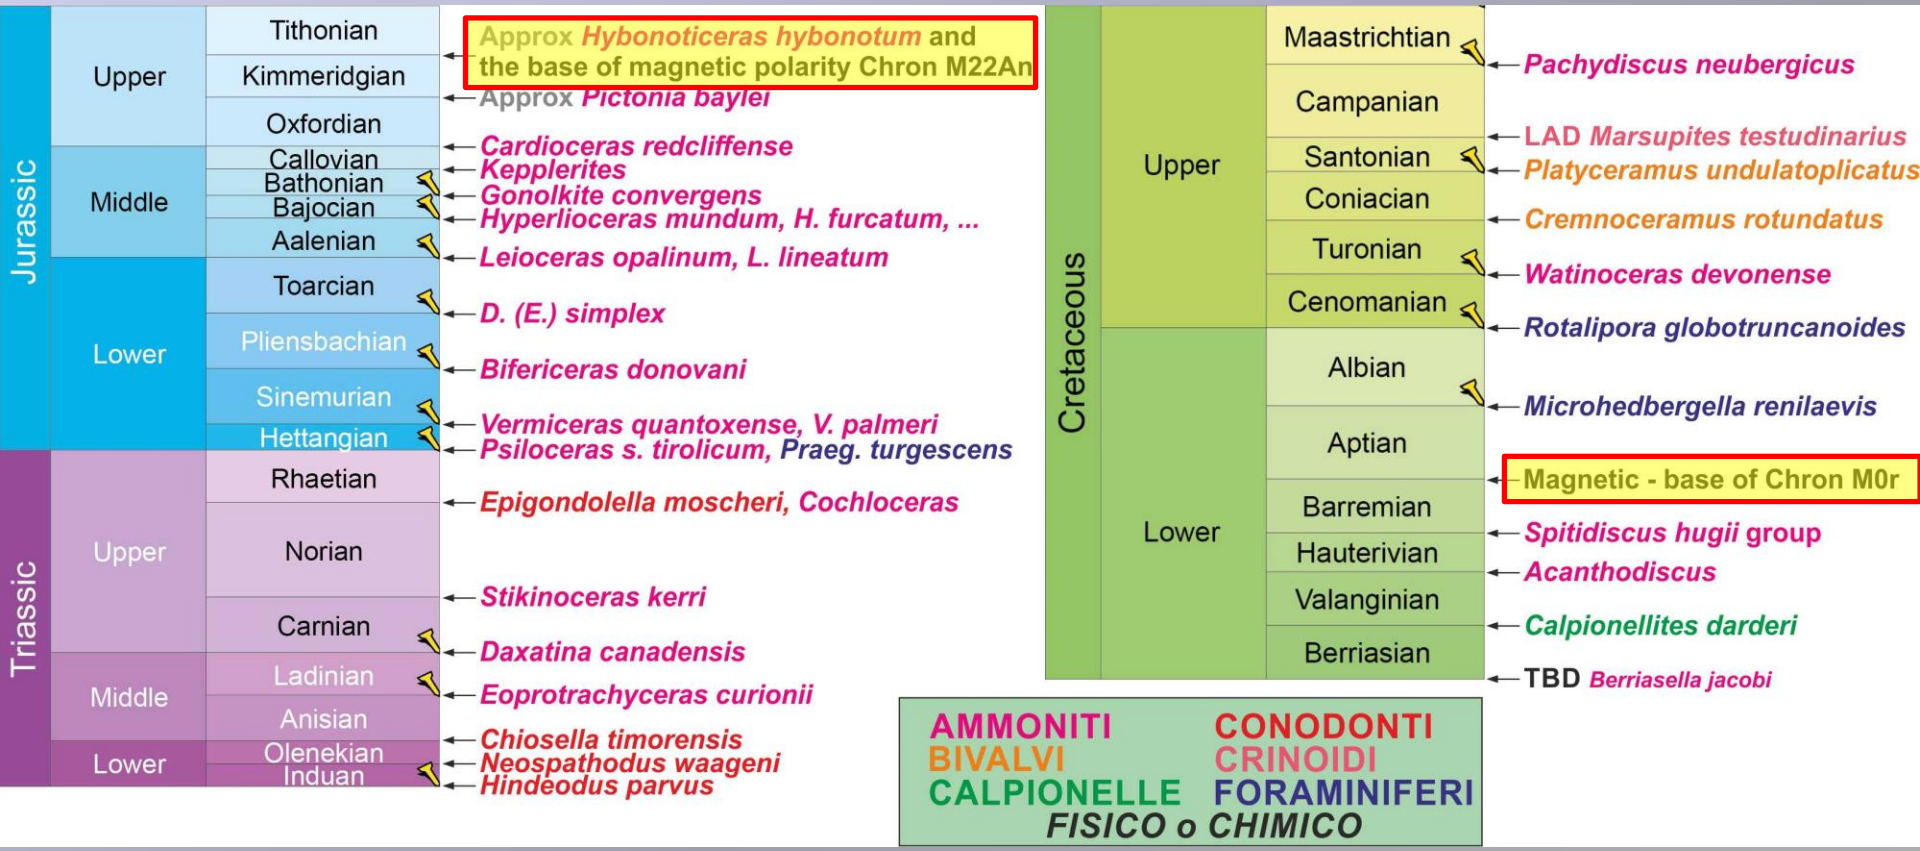 Jurassic
Upper
Tithonian
Kimmeridgian
Oxfordian
Middle
Callovian
Bathonian
Bajocian
Aalenian
Lower
Toarcian
Pliensbachian
Sinemurian
Hettangian
Triassic
Upper
Rhaetian
Norian
Carnian
Middle
Ladinian
Anisian
Lower
Olenekian
Induan
Approx Hybonoticeras hybonotum and
the base of magnetic polarity Chron M22An
Approx Pictonia baylei
Cardioceras redcliffense
Kepplerites
Gonolkite convergens
Hyperlioceras mundum, H. furcatum, ...
Leioceras opalinum, L. lineatum
D. (E.) simplex
Bifericeras donovani
Vermiceras quantoxense, V. palmeri
Psiloceras s. tirolicum, Praeg. turgescens
Epigondolella moscheri, Cochloceras
Stikinoceras kerri
Daxatina canadensis
Eoprotrachyceras curionii
Chiosella timorensis
Neospathodus waageni
Hindeodus parvus
Cretaceous
Upper
Maastrichtian
Campanian
Santonian
Coniacian
Turonian
Cenomanian
Lower
Albian
Aptian
Barremian
Hauterivian
Valanginian
Berriasian
Pachydiscus neubergicus
LAD Marsupites testudinarius
Platyceramus undulatoplicatus
Cremnoceramus rotundatus
Watinoceras devonense
Rotalipora globotruncanoides
Microhedbergella renilaevis
Magnetic - base of Chron M0r
Spitidiscus hugii group
Acanthodiscus
Calpionellites darderi
TBD Berriasella jacobi
AMMONITI CONODONTI
BIVALVI CRINOIDI
CALPIONELLE FORAMINIFERI
FISICO o CHIMICO